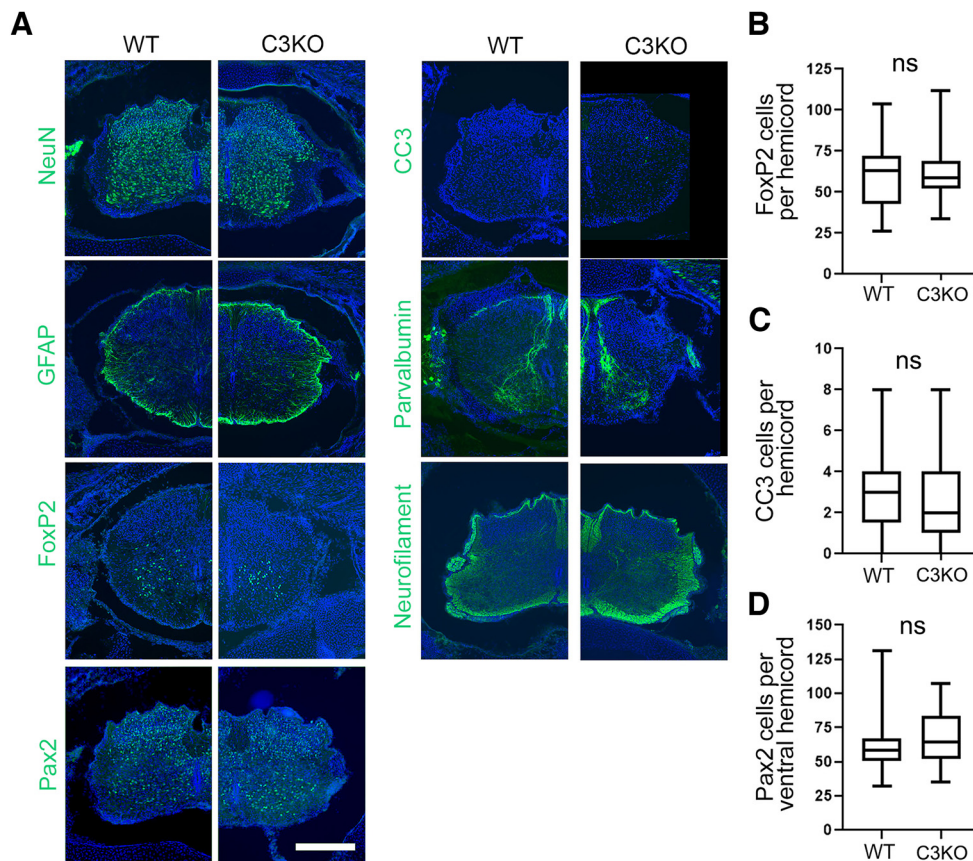 A
WT
C3KO
NeuN
GFAP
FoxP2
Pax2
WT
C3KO
CC3
Parvalbumin
Neurofilament
B
ns
FoxP2 cells
per hemicord
125
100
75
50
25
0
WT
C3KO
C
ns
CC3 cells per
hemicord
10
8
6
4
2
0
WT
C3KO
D
ns
Pax2 cells per
ventral hemicord
150
125
100
75
50
25
0
WT
C3KO